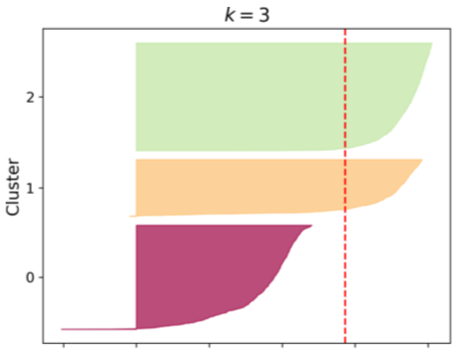 k = 3
2
1
0
Cluster